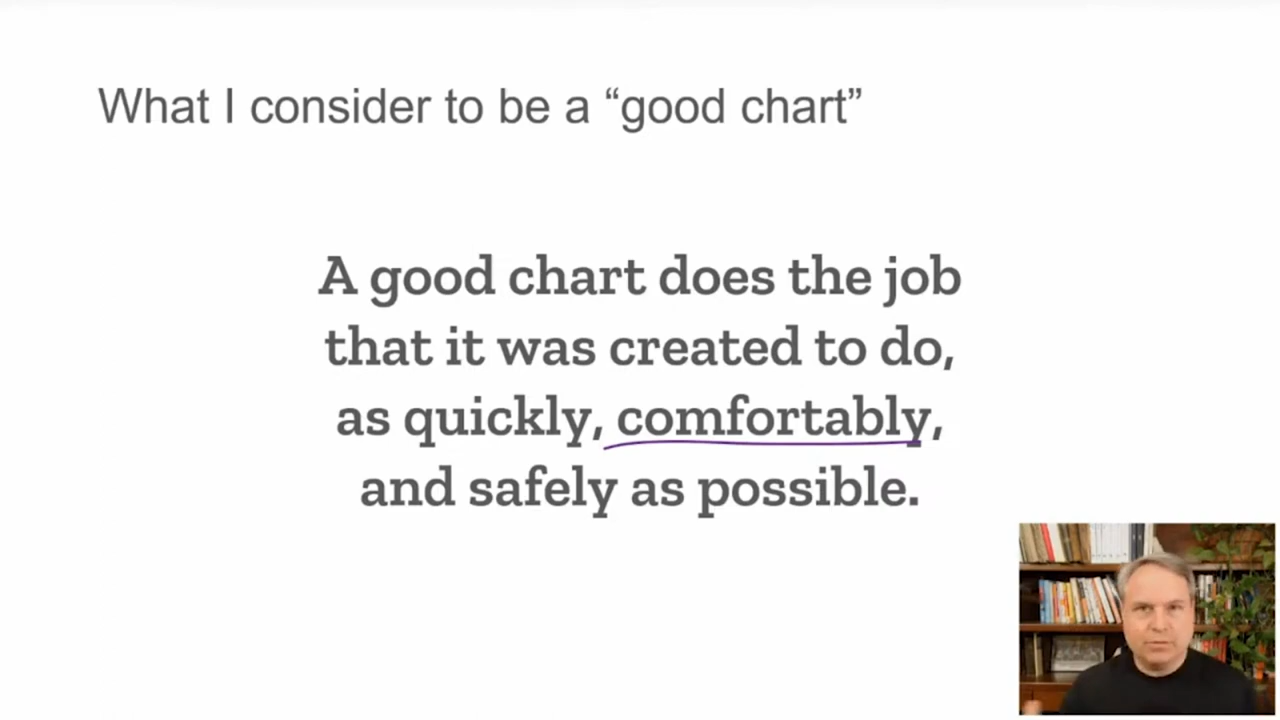 What I consider to be a “good chart”
A good chart does the job
that it was created to do,
as quickly, comfortably,
and safely as possible.